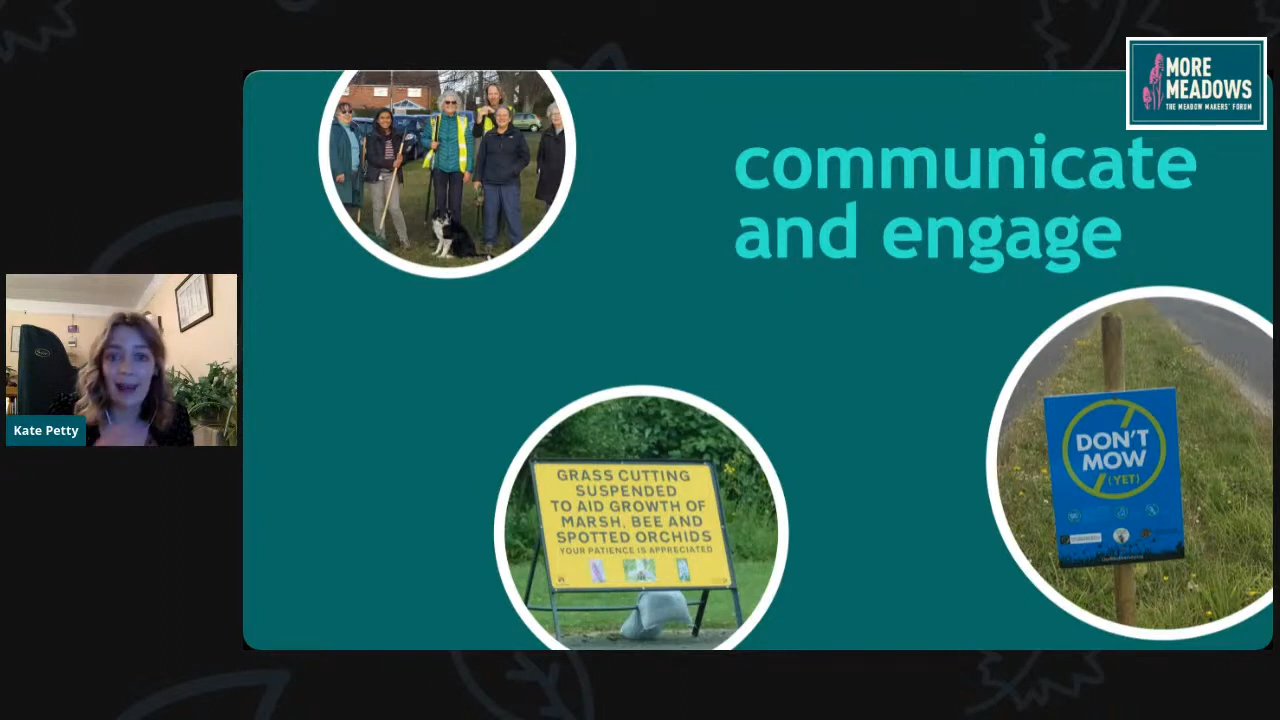 MORE
MEADOWS
THE MEADOW MAKERS' FORUM
communicate
and engage
Kate Petty
GRASS CUTTING
SUSPENDED
TO AID GROWTH OF
MARSH, BEE AND
SPOTTED ORCHIDS
YOUR PATIENCE IS APPRECIATED
DON'T
MOW
(YET)